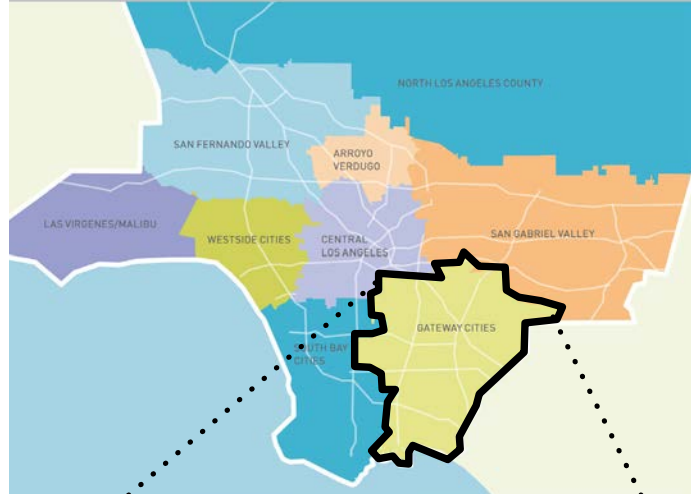 NORTH LOS ANGELES COUNTY
SAN FERNANDO VALLEY
ARROYO
VERDUGO
LAS VIRGENES/MALIBU
WESTSIDE CITIES
CENTRAL
LOS ANGELES
SAN GABRIEL VALLEY
GATEWAY CITIES
SOUTH BAY
CITIES